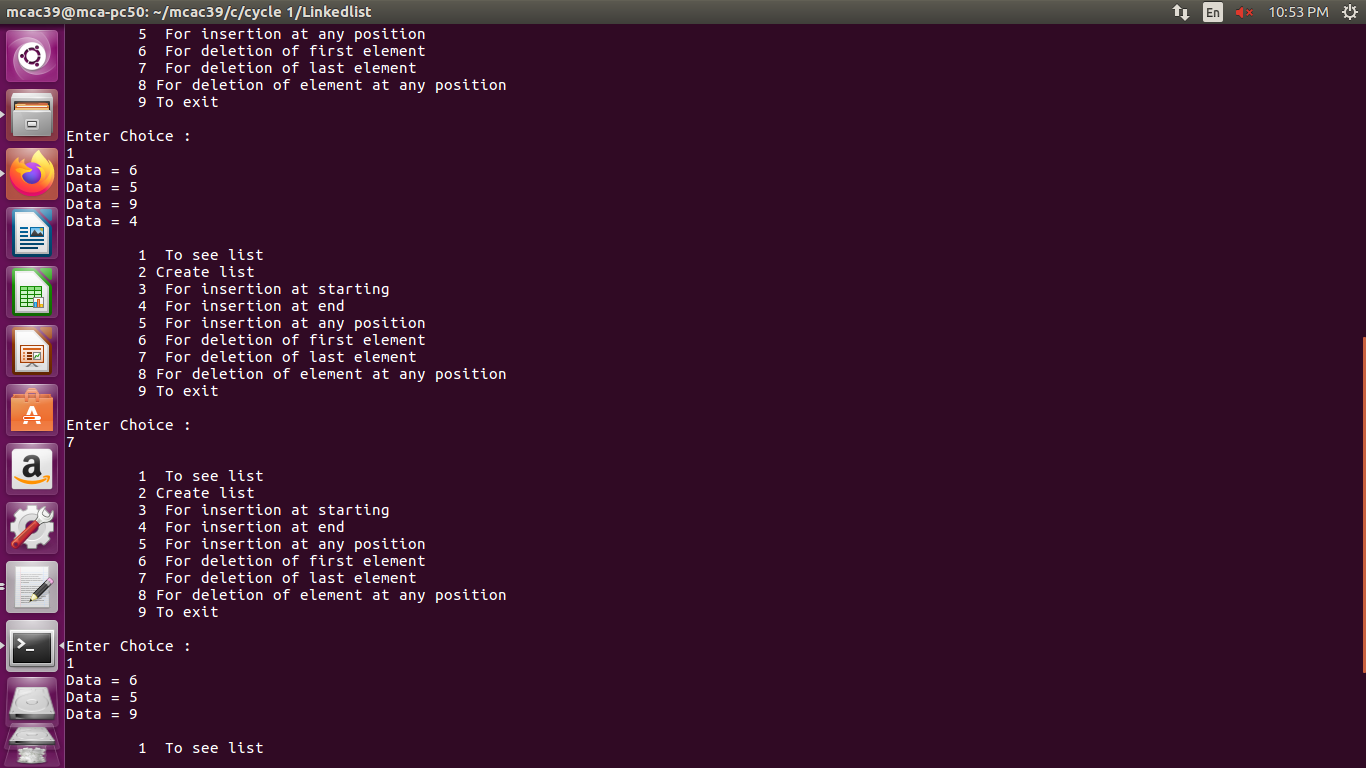 mcac39@mca-pc50: ~/mcac39/c/cycle 1/Linkedlist En 10:53 PM
5  For insertion at any position
6  For deletion of first element
7  For deletion of last element
8 For deletion of element at any position
9 To exit
Enter Choice :
1
Data = 6
Data = 5
Data = 9
Data = 4
1  To see list
2 Create list
3  For insertion at starting
4  For insertion at end
5  For insertion at any position
6  For deletion of first element
7  For deletion of last element
8 For deletion of element at any position
9 To exit
Enter Choice :
7
1  To see list
2 Create list
3  For insertion at starting
4  For insertion at end
5  For insertion at any position
6  For deletion of first element
7  For deletion of last element
8 For deletion of element at any position
9 To exit
Enter Choice :
1
Data = 6
Data = 5
Data = 9
1  To see list